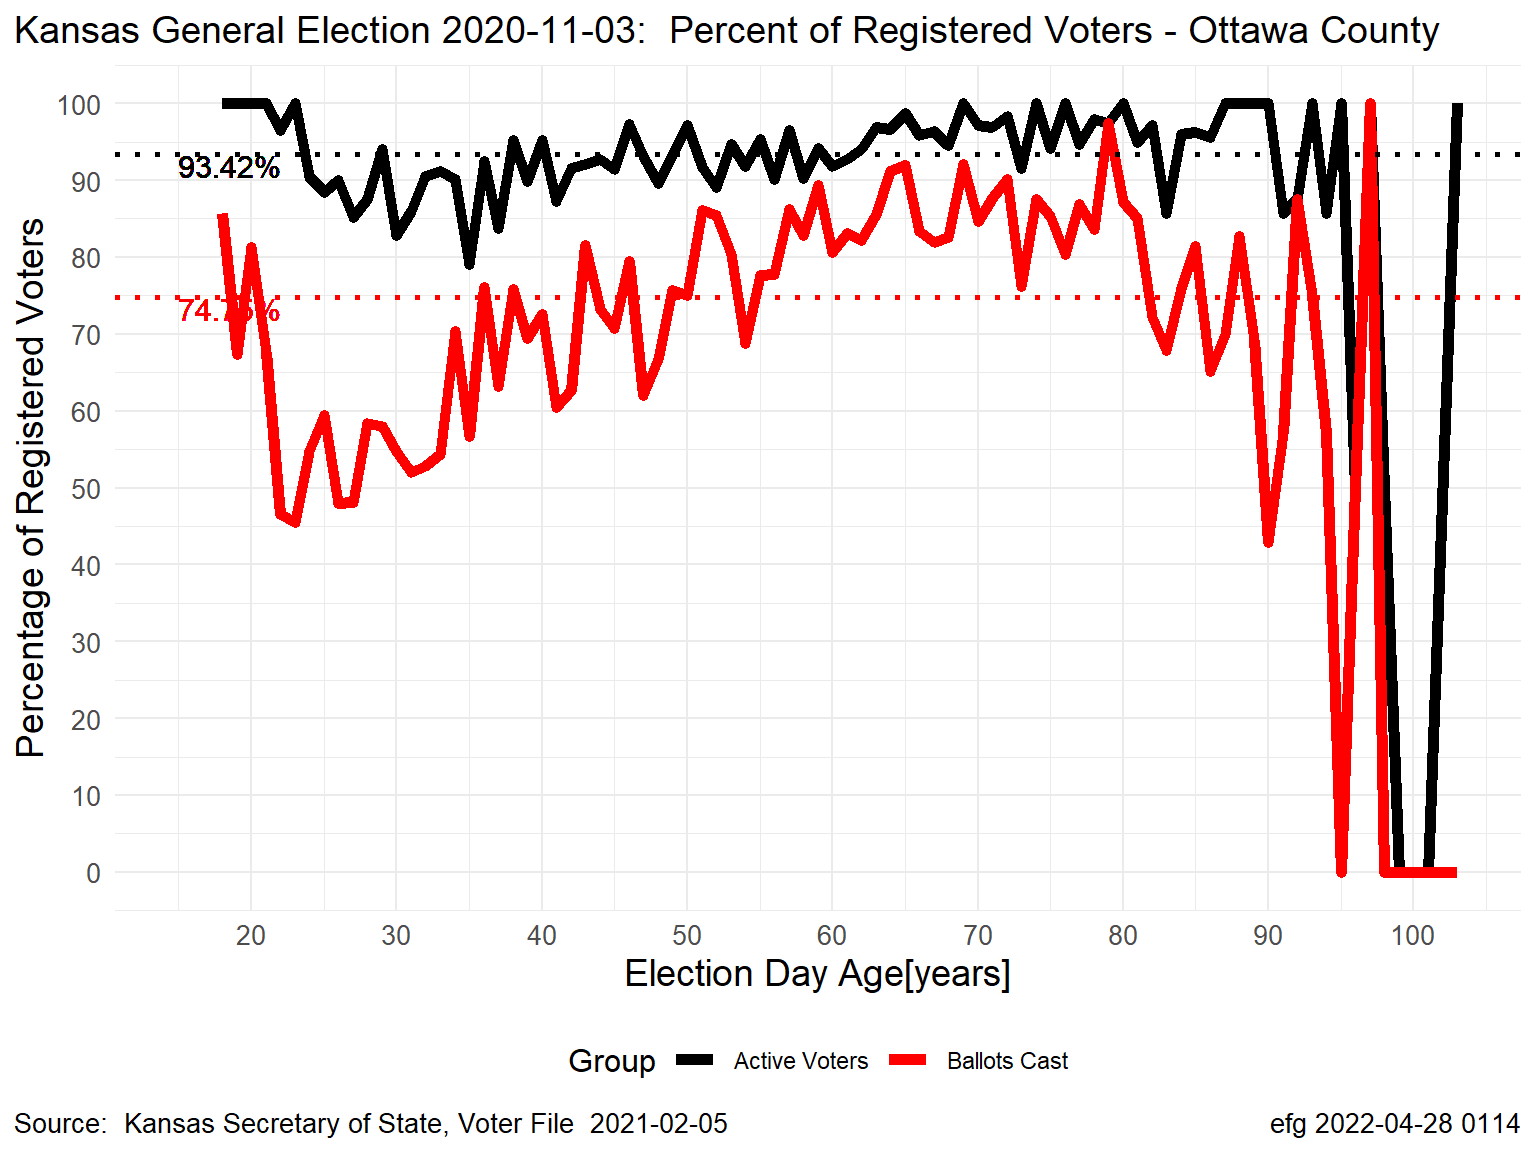 Kansas General Election 2020-11-03:  Percent of Registered Voters - Ottawa County
Percentage of Registered Voters
100
90
80
70
60
50
40
30
20
10
0
93.42%
20
30
40
50
60
70
80
90
100
Election Day Age[years]
Group
Active Voters
Ballots Cast
Source:  Kansas Secretary of State, Voter File  2021-02-05
efg 2022-04-28 0114